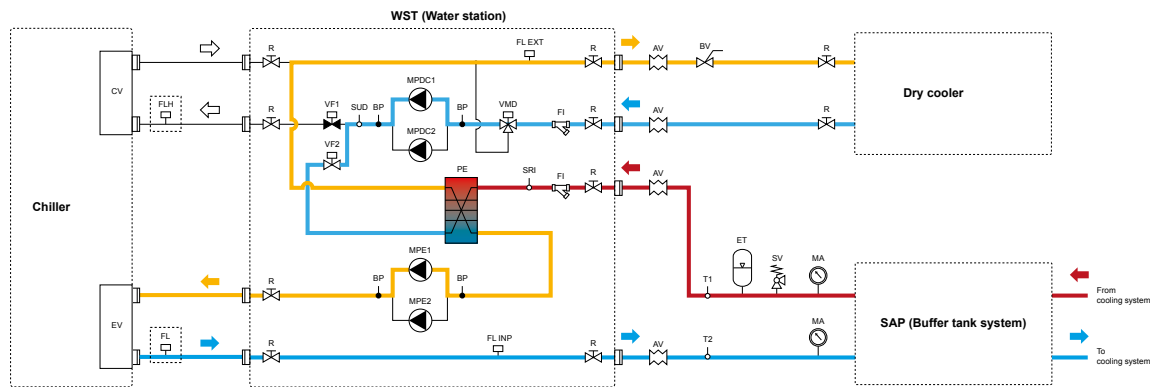 WST (Water station)
R
FL EXT
R
AV
BV
R
CV
FLH
R
VF1
SUD
BP
MPDC1
BP
VMD
FI
R
AV
R
Dry cooler
MPDC2
VF2
PE
SRI
FI
R
AV
Chiller
ET
SV
MA
T1
MPE1
BP
BP
R
MPE2
From
cooling system
SAP (Buffer tank system)
EV
FL
R
FL INP
R
AV
T2
MA
To
cooling system